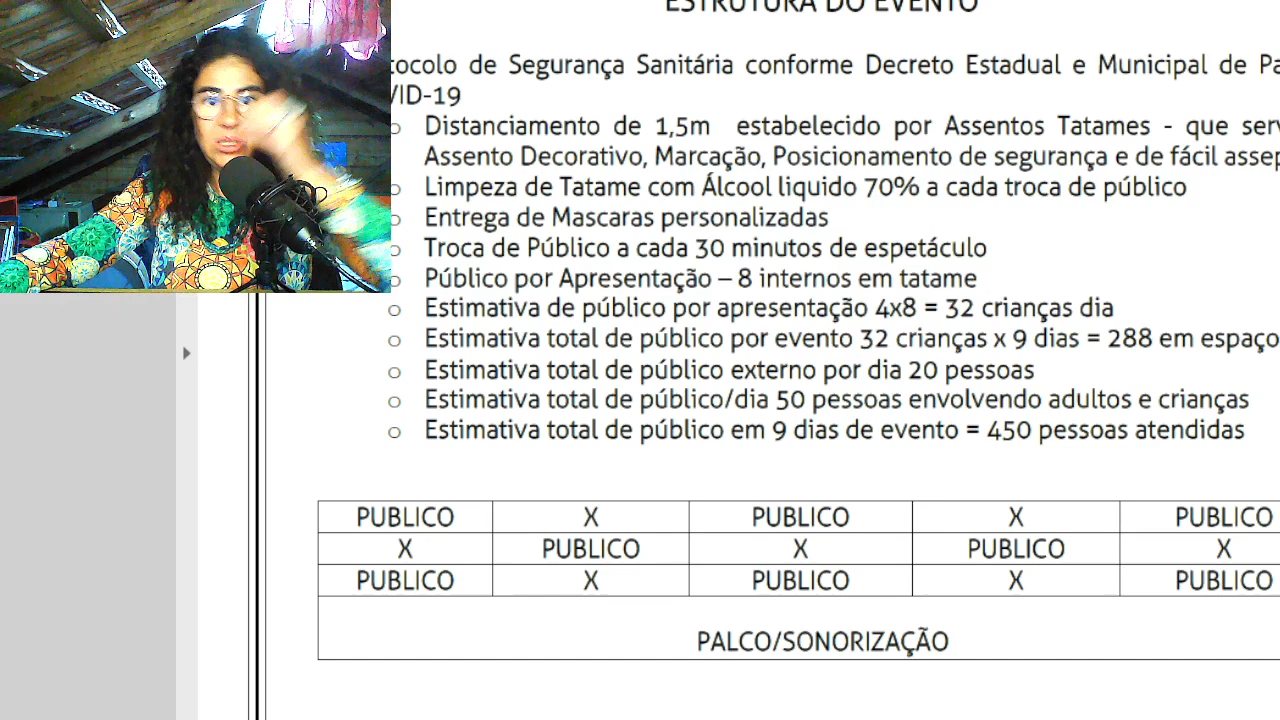 ESTRUTURA DO EVENTO
tocolo de Segurança Sanitária conforme Decreto Estadual e Municipal de Pa
VID-19
o Distanciamento de 1,5m estabelecido por Assentos Tatames - que serv
Assento Decorativo, Marcação, Posicionamento de segurança e de fácil assep
o Limpeza de Tatame com Álcool liquido 70% a cada troca de público
o Entrega de Mascaras personalizadas
o Troca de Público a cada 30 minutos de espetáculo
o Público por Apresentação – 8 internos em tatame
o Estimativa de público por apresentação 4x8 = 32 crianças dia
o Estimativa total de público por evento 32 crianças x 9 dias = 288 em espaço
o Estimativa total de público externo por dia 20 pessoas
o Estimativa total de público/dia 50 pessoas envolvendo adultos e crianças
o Estimativa total de público em 9 dias de evento = 450 pessoas atendidas
PUBLICO X PUBLICO X PUBLICO
X PUBLICO X PUBLICO X
PUBLICO X PUBLICO X PUBLICO
PALCO/SONORIZAÇÃO